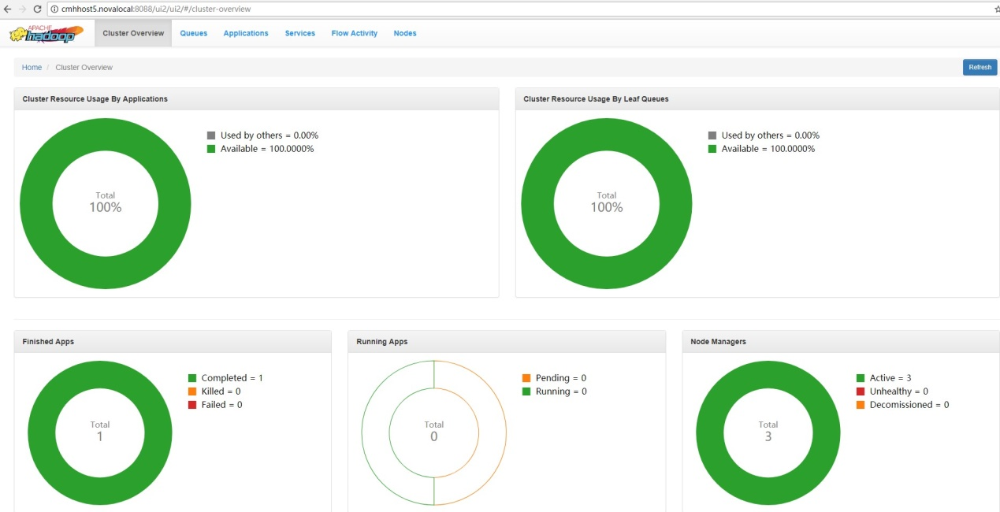 cmhhost5.novalocal:8088/ui2/ui2/#/cluster-overview
APACHE
hadoop
Cluster Overview Queues Applications Services Flow Activity Nodes
Home / Cluster Overview Refresh
Cluster Resource Usage By Applications
Used by others = 0.00%
Available = 100.0000%
Total
100%
Cluster Resource Usage By Leaf Queues
Used by others = 0.00%
Available = 100.0000%
Total
100%
Finished Apps
Completed = 1
Killed = 0
Failed = 0
Total
1
Running Apps
Pending = 0
Running = 0
Total
0
Node Managers
Active = 3
Unhealthy = 0
Decomissioned = 0
Total
3